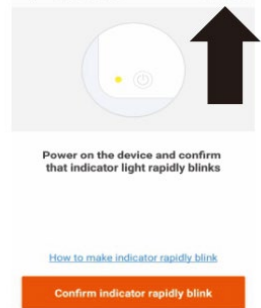 Power on the device and confirm
that indicator light rapidly blinks
How to make indicator rapidly blink
Confirm indicator rapidly blink